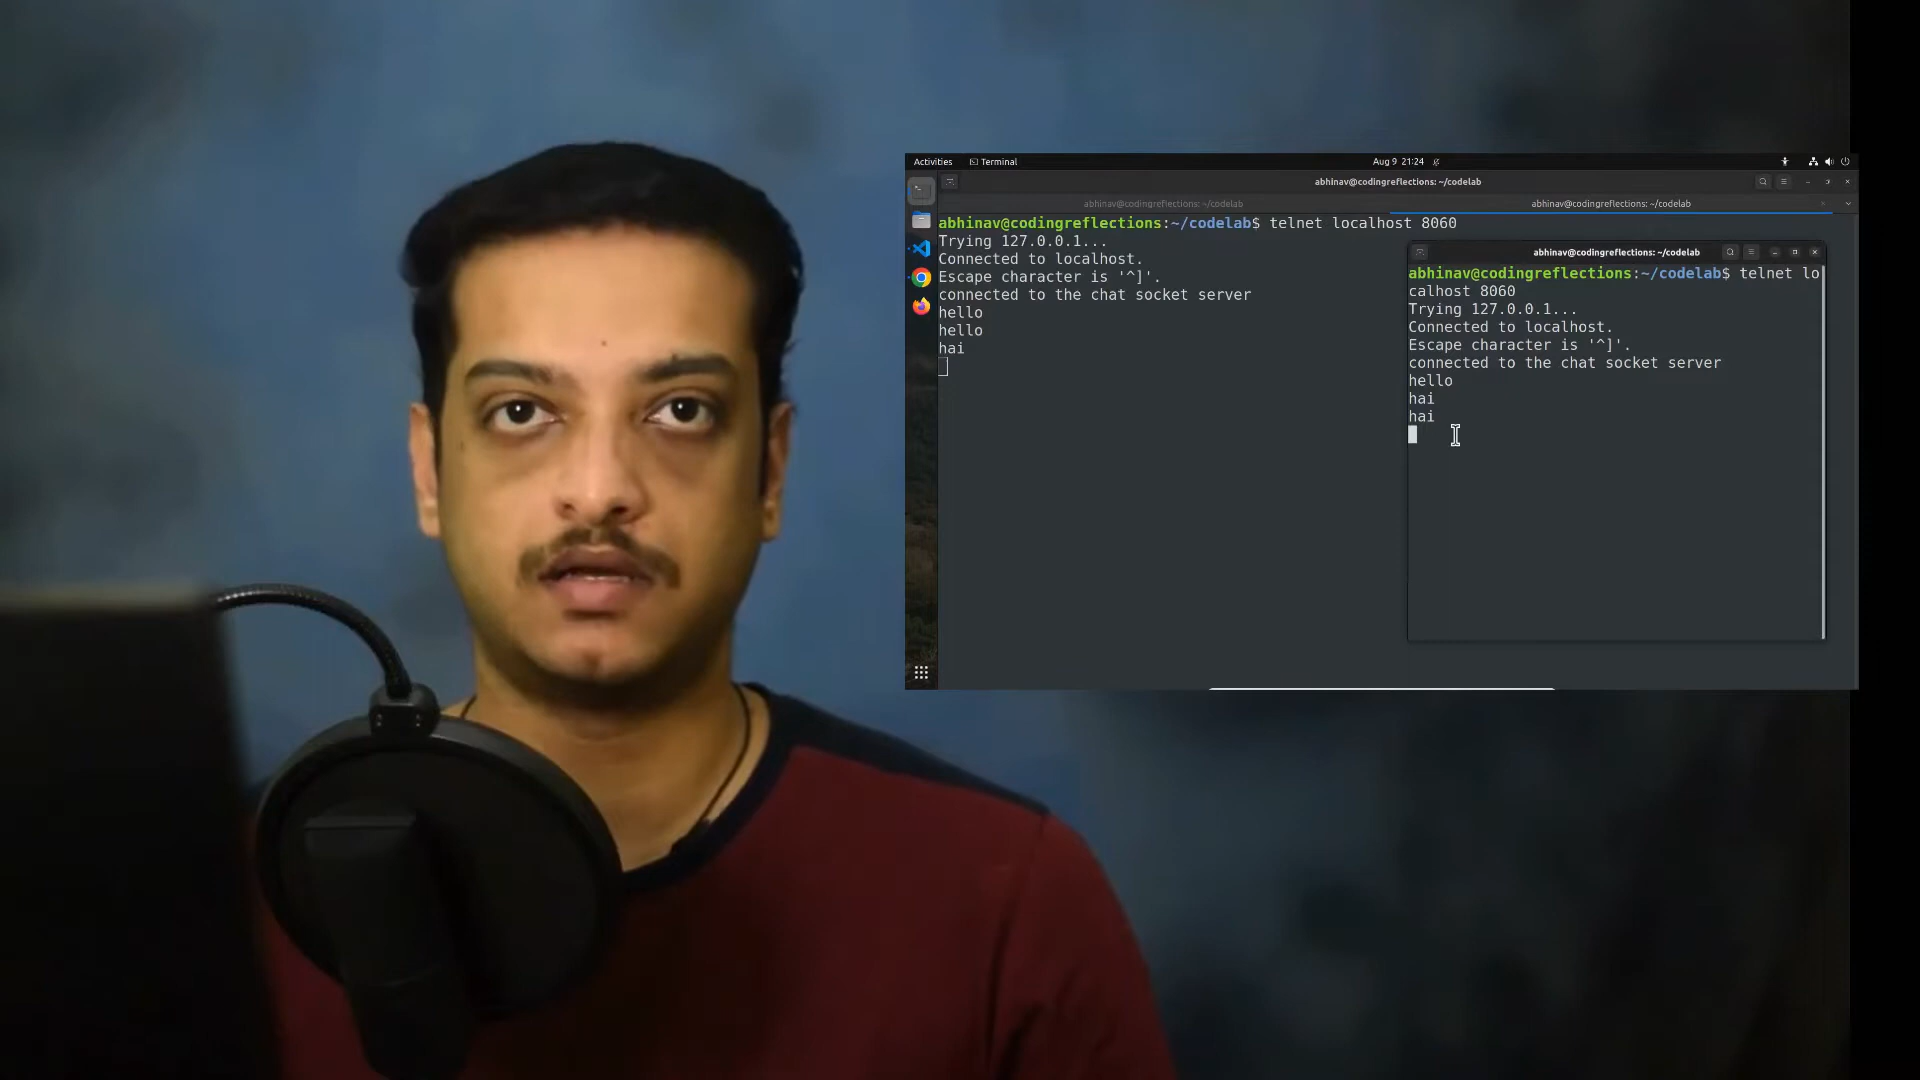 Activities
Terminal
Aug 9 21:24
abhinav@codingreflections: ~/codelab
abhinav@codingreflections: ~/codelab
abhinav@codingreflections: ~/codelab
abhinav@codingreflections:~/codelab$ telnet localhost 8060
Trying 127.0.0.1...
Connected to localhost.
Escape character is '^]'.
connected to the chat socket server
hello
hello
hai
abhinav@codingreflections: ~/codelab
abhinav@codingreflections:~/codelab$ telnet lo
calhost 8060
Trying 127.0.0.1...
Connected to localhost.
Escape character is '^]'.
connected to the chat socket server
hello
hai
hai